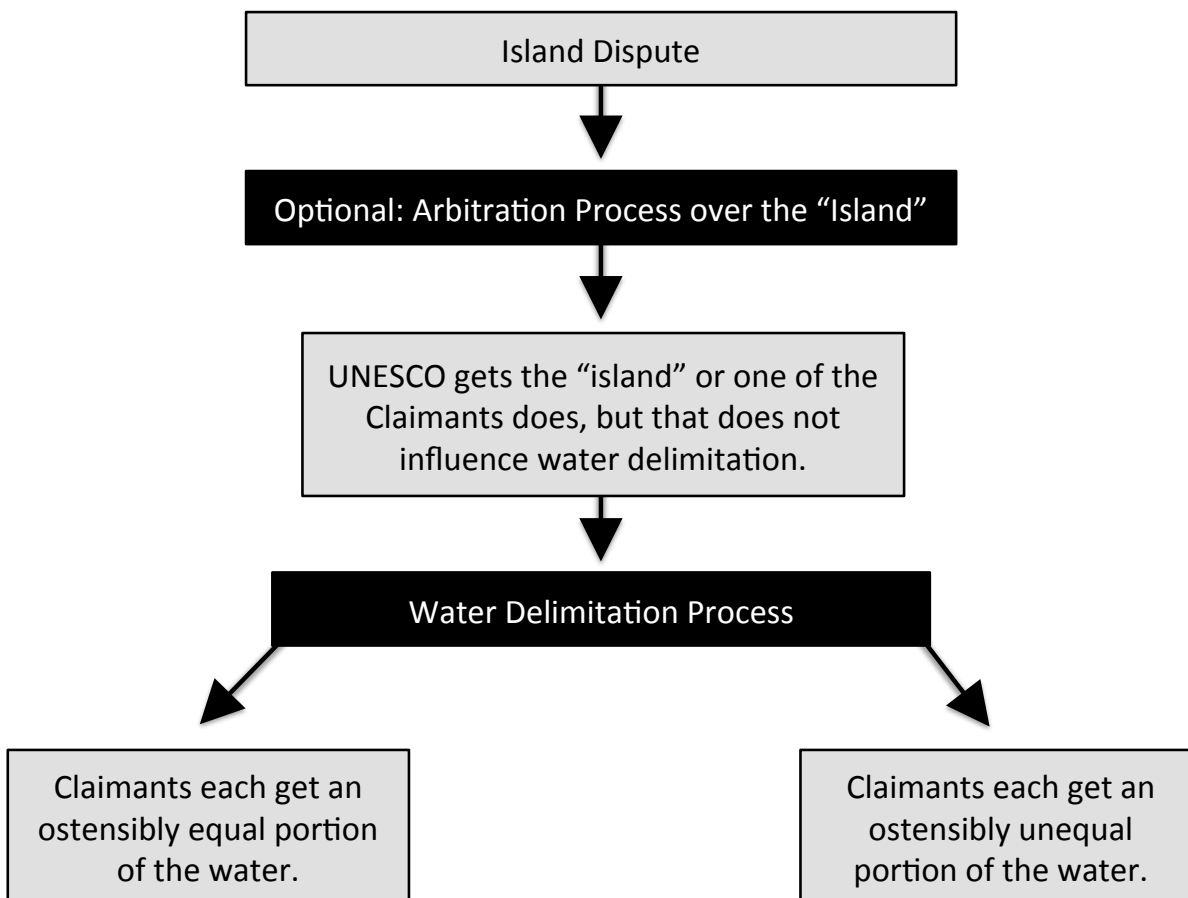 Island Dispute
Optional: Arbitration Process over the “Island”
UNESCO gets the “island” or one of the
Claimants does, but that does not
influence water delimitation.
Water Delimitation Process
Claimants each get an
ostensibly equal portion
of the water.
Claimants each get an
ostensibly unequal
portion of the water.